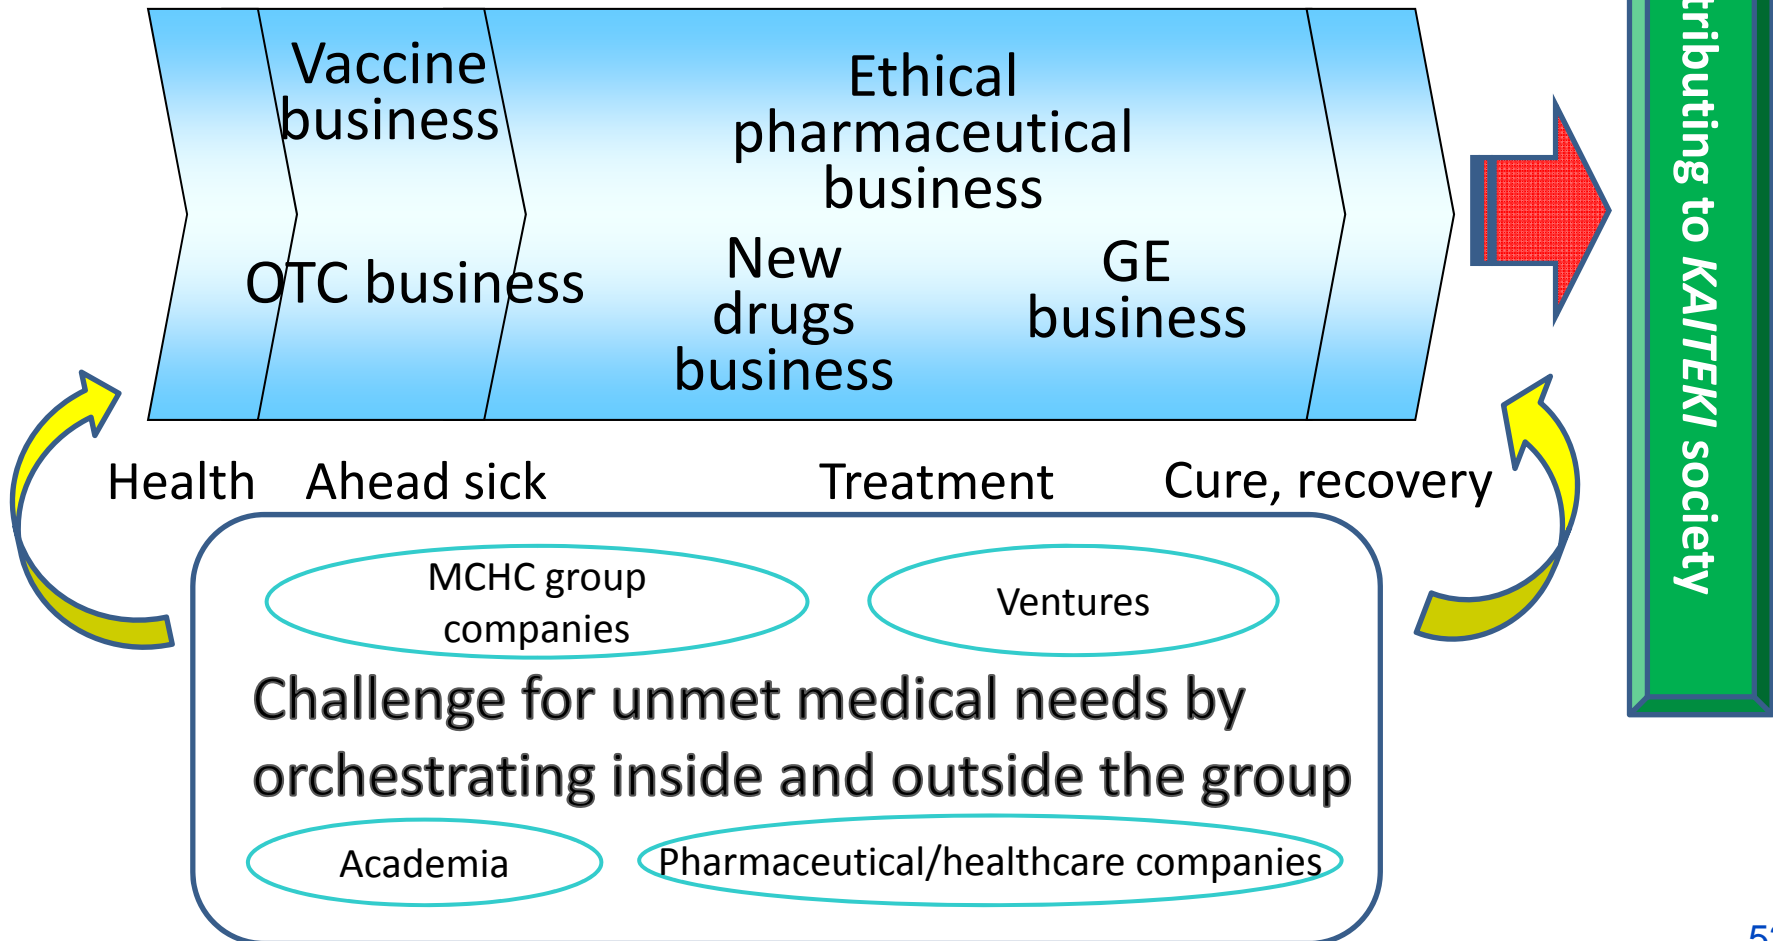 Vaccine
business
Ethical
pharmaceutical
business
OTC business
New
drugs
business
GE
business
Health
Ahead sick
Treatment
Cure, recovery
MCHC group
companies
Ventures
Challenge for unmet medical needs by
orchestrating inside and outside the group
Academia
Pharmaceutical/healthcare companies
to KAITEKI society